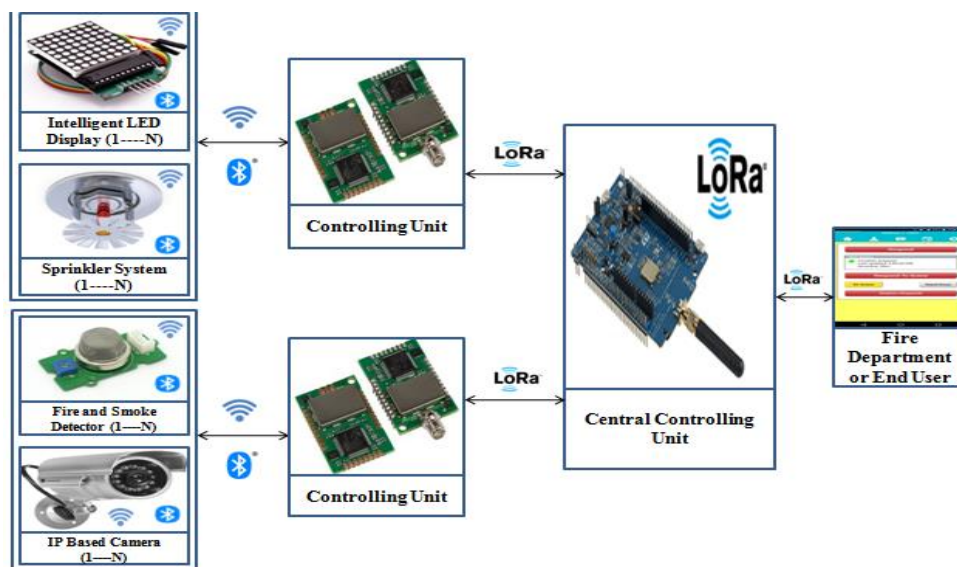 Intelligent LED
Display (1----N)
Sprinkler System
(1----N)
Fire and Smoke
Detector (1----N)
IP Based Camera
(1----N)
Controlling Unit
Controlling Unit
LoRa
LoRa
LoRa
Central Controlling
Unit
LoRa
Fire
Department
or End User